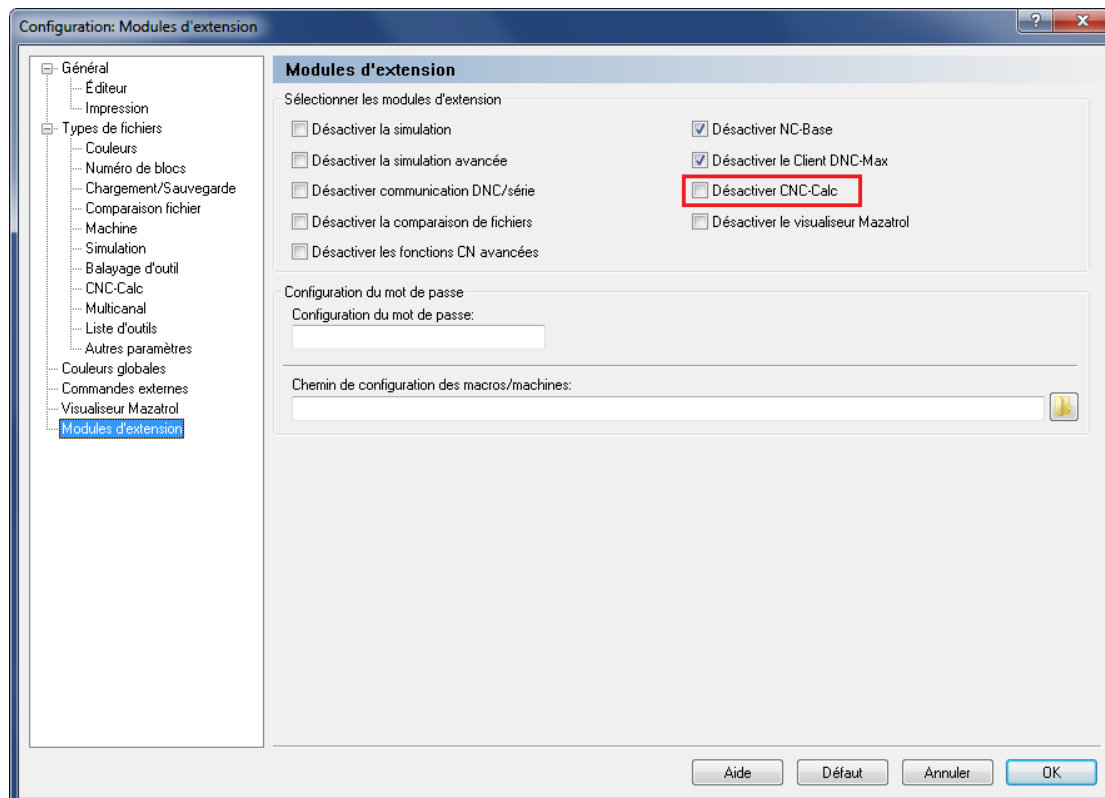 Configuration: Modules d'extension
Général
Éditeur
Impression
Types de fichiers
Couleurs
Numéro de blocs
Chargement/Sauvegarde
Comparaison fichier
Machine
Simulation
Balayage d'outil
CNC-Calc
Multicanal
Liste d'outils
Autres paramètres
Couleurs globales
Commandes externes
Visualiseur Mazatrol
Modules d'extension
Modules d'extension
Sélectionner les modules d'extension
Désactiver la simulation
Désactiver NC-Base
Désactiver la simulation avancée
Désactiver le Client DNC-Max
Désactiver communication DNC/série
Désactiver CNC-Calc
Désactiver la comparaison de fichiers
Désactiver le visualiseur Mazatrol
Désactiver les fonctions CN avancées
Configuration du mot de passe
Configuration du mot de passe:
Chemin de configuration des macros/machines:
Aide Défaut Annuler OK